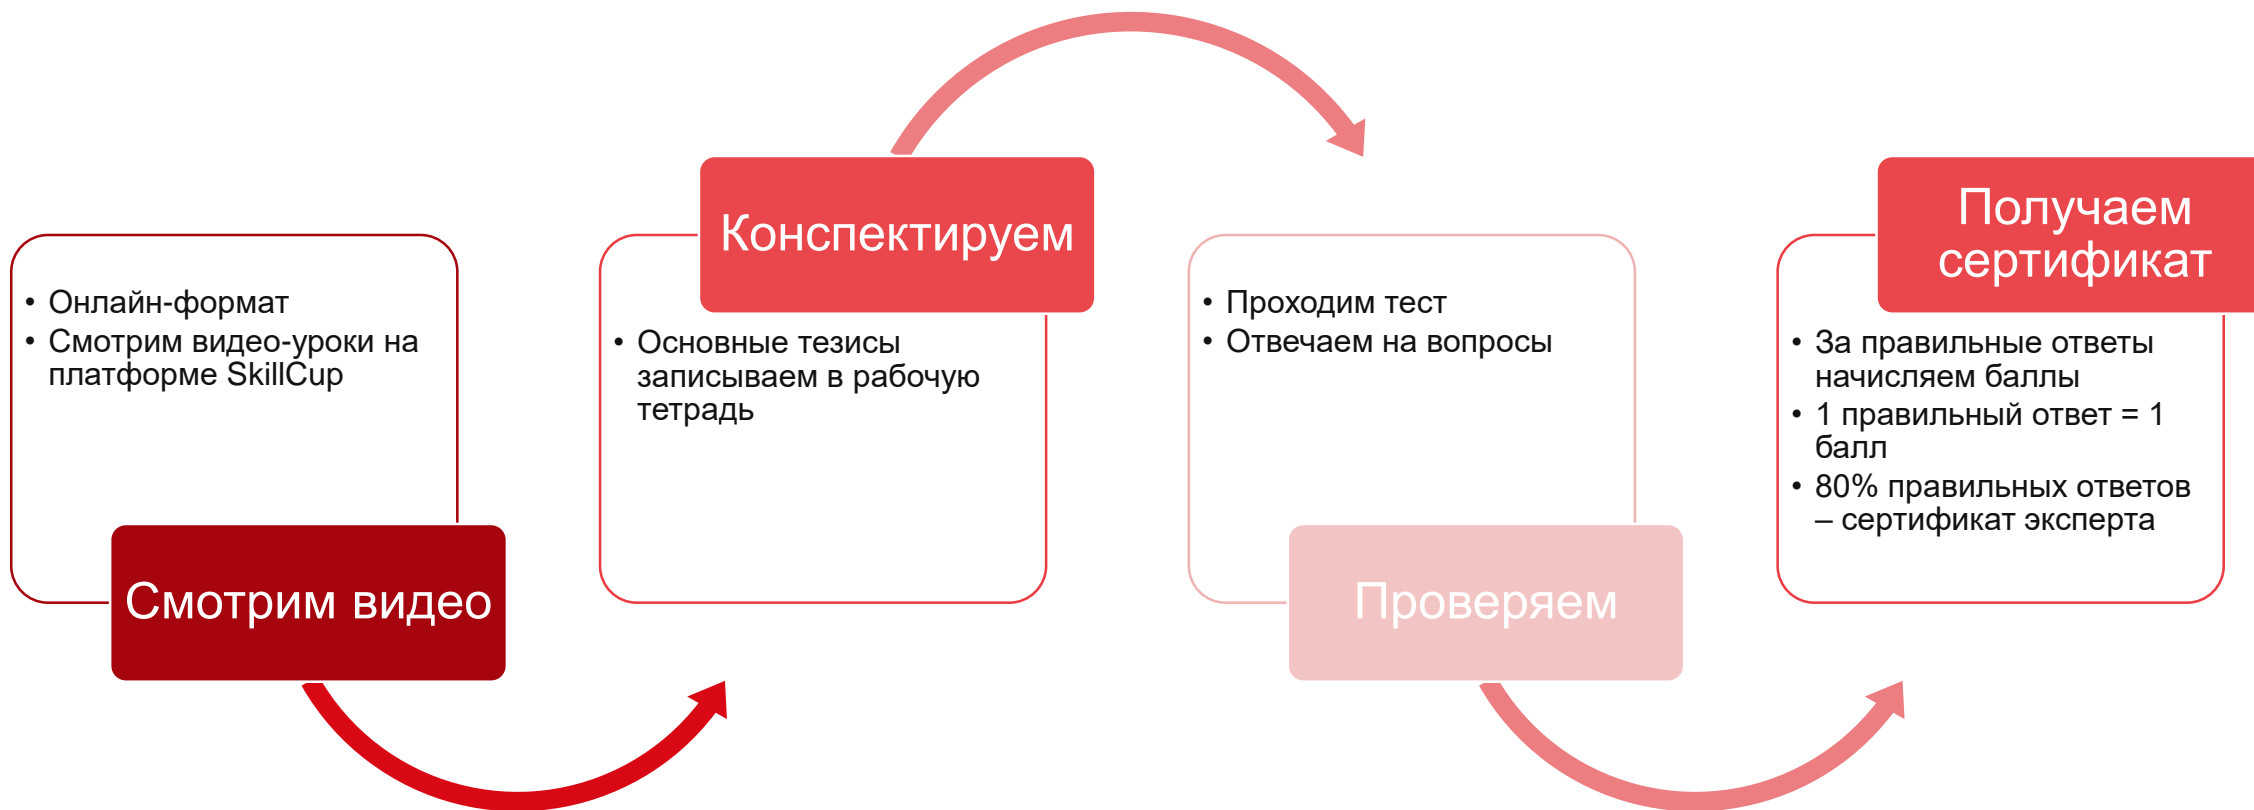 • Онлайн-формат
• Смотрим видео-уроки на
платформе SkillCup
Смотрим видео
Конспектируем
• Основные тезисы
записываем в рабочую
тетрадь
• Проходим тест
• Отвечаем на вопросы
Проверяем
Получаем
сертификат
• За правильные ответы
начисляем баллы
• 1 правильный ответ = 1
балл
• 80% правильных ответов
– сертификат эксперта